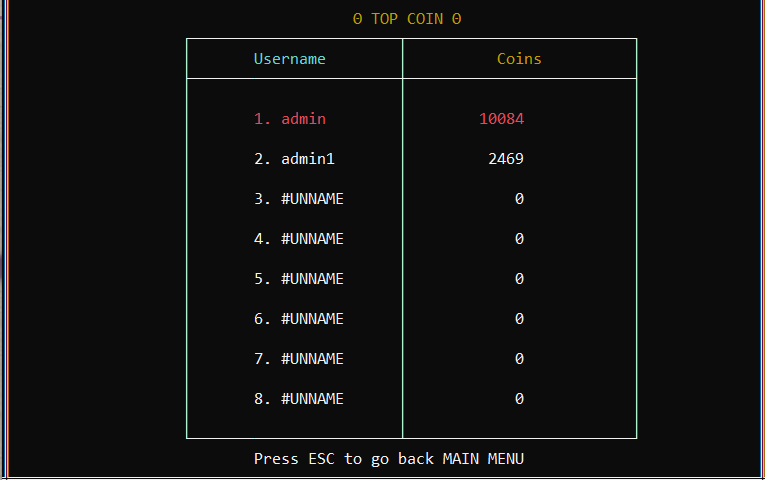 0 TOP COIN 0
Username Coins
1. admin 10084
2. admin1 2469
3. #UNNAME 0
4. #UNNAME 0
5. #UNNAME 0
6. #UNNAME 0
7. #UNNAME 0
8. #UNNAME 0
Press ESC to go back MAIN MENU